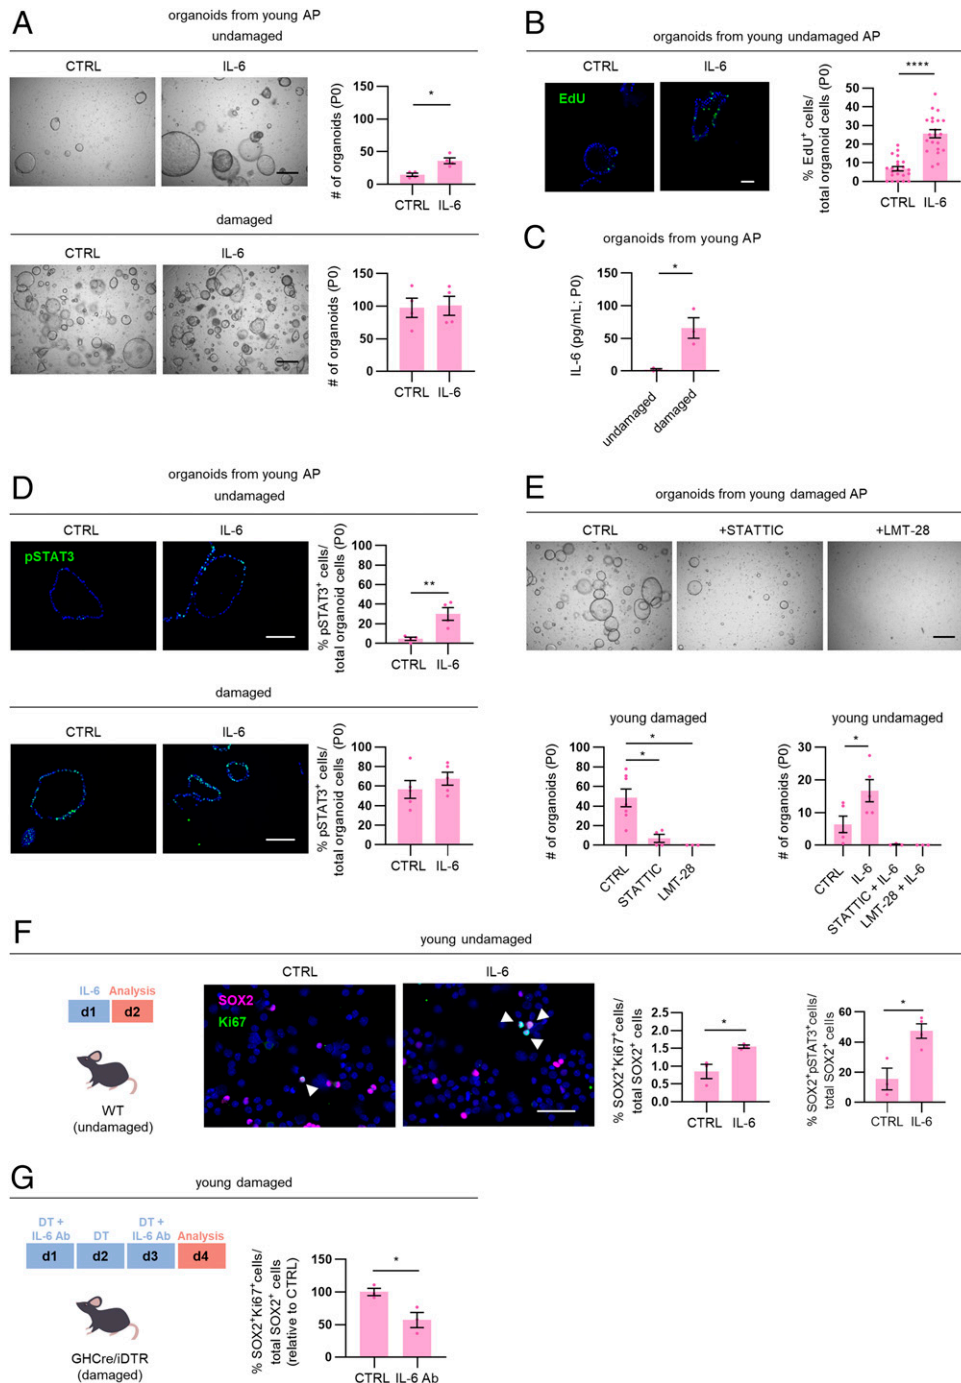 A
organoids from young AP
undamaged
CTRL
IL-6
# of organoids (P0)
150
100
50
0
*
CTRL
IL-6
damaged
CTRL
IL-6
# of organoids (P0)
150
100
50
0
CTRL
IL-6
B
organoids from young undamaged AP
CTRL
IL-6
EdU
% EdU⁺ cells/
total organoid cells (P0)
50
40
30
20
10
0
****
CTRL
IL-6
C
organoids from young AP
IL-6 (pg/mL; P0)
150
100
50
0
*
undamaged
damaged
D
organoids from young AP
undamaged
CTRL
IL-6
pSTAT3
% pSTAT3⁺ cells/
total organoid cells (P0)
100
80
60
40
20
0
**
CTRL
IL-6
damaged
CTRL
IL-6
% pSTAT3⁺ cells/
total organoid cells (P0)
100
80
60
40
20
0
CTRL
IL-6
E
organoids from young damaged AP
CTRL
+STATTIC
+LMT-28
young damaged
# of organoids (P0)
100
80
60
40
20
0
*
*
CTRL
STATTIC
LMT-28
young undamaged
# of organoids (P0)
30
20
10
0
*
CTRL
IL-6
STATTIC + IL-6
LMT-28 + IL-6
F
young undamaged
IL-6 Analysis
d1 d2
WT
(undamaged)
CTRL
IL-6
SOX2
Ki67
% SOX2⁺Ki67⁺cells/
total SOX2⁺ cells
2.5
2.0
1.5
1.0
0.5
0.0
*
CTRL
IL-6
% SOX2⁺pSTAT3⁺cells/
total SOX2⁺ cells
60
40
20
0
*
CTRL
IL-6
G
young damaged
DT +
IL-6 Ab
DT
DT +
IL-6 Ab
Analysis
d1 d2 d3 d4
GHCre/iDTR
(damaged)
% SOX2⁺Ki67⁺cells/
total SOX2⁺ cells
(relative to CTRL)
150
100
50
0
*
CTRL
IL-6 Ab